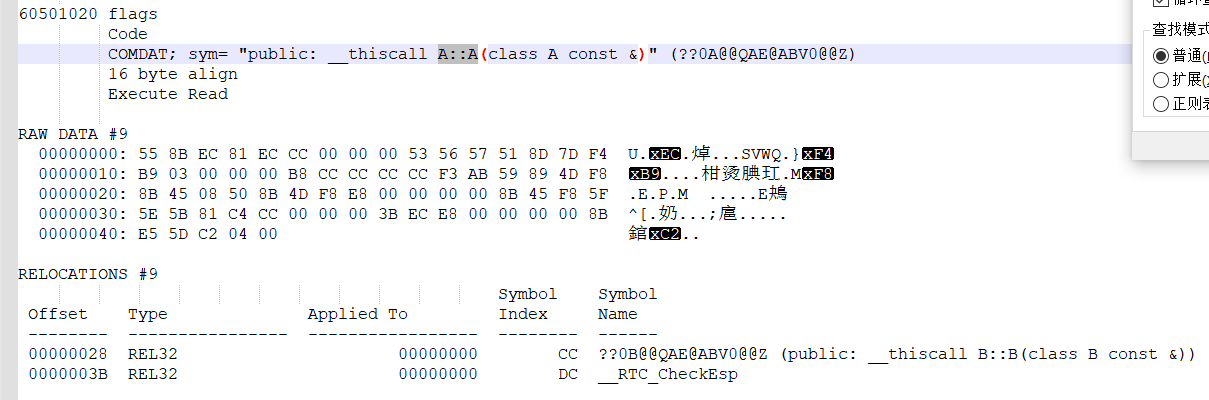 60501020 flags
Code
COMDAT; sym= "public: __thiscall A::A(class A const &)" (??0A@@QAE@ABV0@@Z)
16 byte align
Execute Read
RAW DATA #9
00000000: 55 8B EC 81 EC CC 00 00 00 53 56 57 51 8D 7D F4 U.xEC.焯...SVWQ.}xF4
00000010: B9 03 00 00 00 B8 CC CC CC CC F3 AB 59 89 4D F8 xB9....柑烫腆玒.MxF8
00000020: 8B 45 08 50 8B 4D F8 E8 00 00 00 00 8B 45 F8 5F .E.P.M .....E鴂
00000030: 5E 5B 81 C4 CC 00 00 00 3B EC E8 00 00 00 00 8B ^[.奶...;扈.....
00000040: E5 5D C2 04 00 錧xC2..
RELOCATIONS #9
Symbol Symbol
Offset Type Applied To Index Name
-------- ---------------- ----------------- -------- ------
00000028 REL32 00000000 CC ??0B@@QAE@ABV0@@Z (public: __thiscall B::B(class B const &))
0000003B REL32 00000000 DC __RTC_CheckEsp
查找模式
普通(
扩展(
正则表